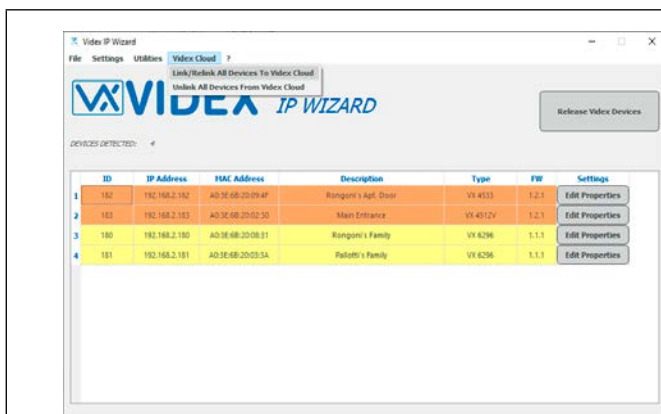 Videx IP Wizard
File Settings Utilities Videx Cloud ?
Link/Relink All Devices To Videx Cloud
Unlink All Devices From Videx Cloud
VIDEX IP WIZARD
Release Videx Devices
DEVICES DETECTED: 4
ID IP Address MAC Address Description Type FW Settings
1 182 192.168.2.182 A0:3E:6B:20:09:4F Rongoni's Apt. Door VX 4533 1.2.1 Edit Properties
2 183 192.168.2.183 A0:3E:6B:20:02:50 Main Entrance VX 4512V 1.2.1 Edit Properties
3 180 192.168.2.180 A0:3E:6B:20:08:31 Rongoni's Family VX 6296 1.1.1 Edit Properties
4 181 192.168.2.181 A0:3E:6B:20:03:3A Pallotti's Family VX 6296 1.1.1 Edit Properties